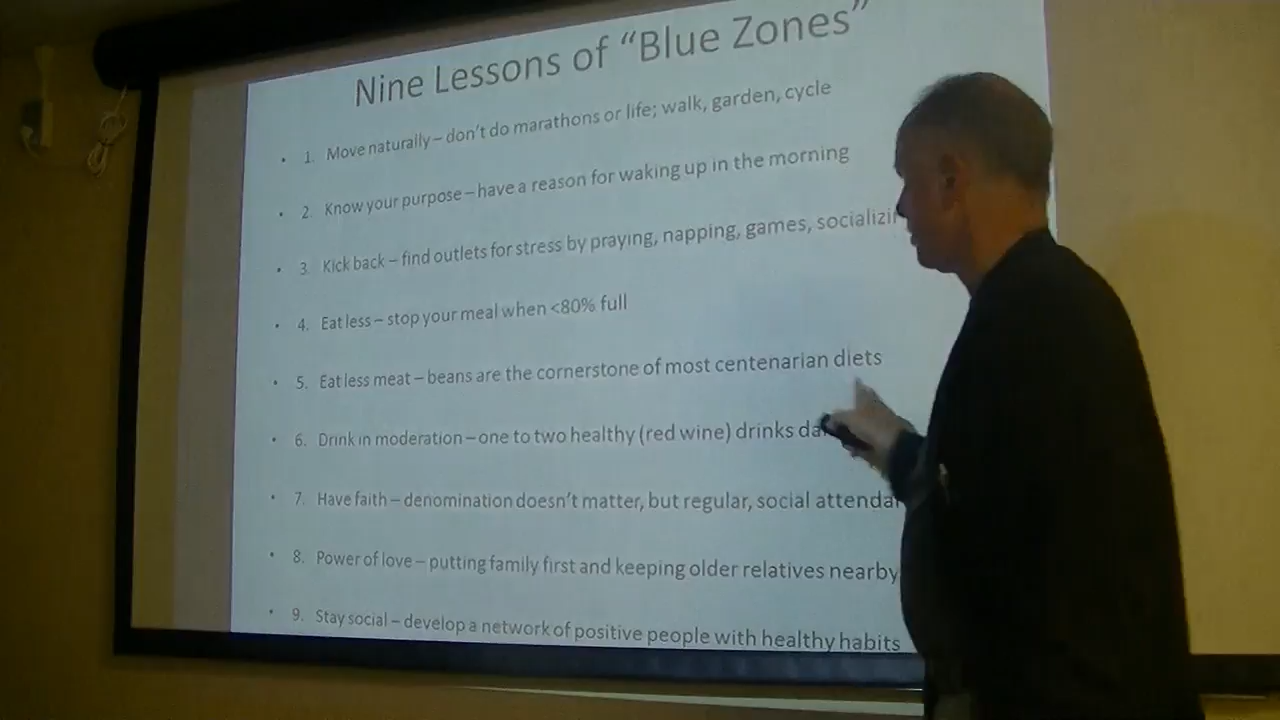 Nine Lessons of “Blue Zones”
• 1. Move naturally – don’t do marathons or life; walk, garden, cycle
• 2. Know your purpose – have a reason for waking up in the morning
• 3. Kick back – find outlets for stress by praying, napping, games,
• 4. Eat less – stop your meal when <80% full
• 5. Eat less meat – beans are the cornerstone of most centenarian diets
• 6. Drink in moderation – one to two healthy (red wine) drinks
• 7. Have faith – denomination doesn’t matter, but regular, social
• 8. Power of love – putting family first and keeping older relatives nearby
• 9. Stay social – develop a network of positive people with healthy habits